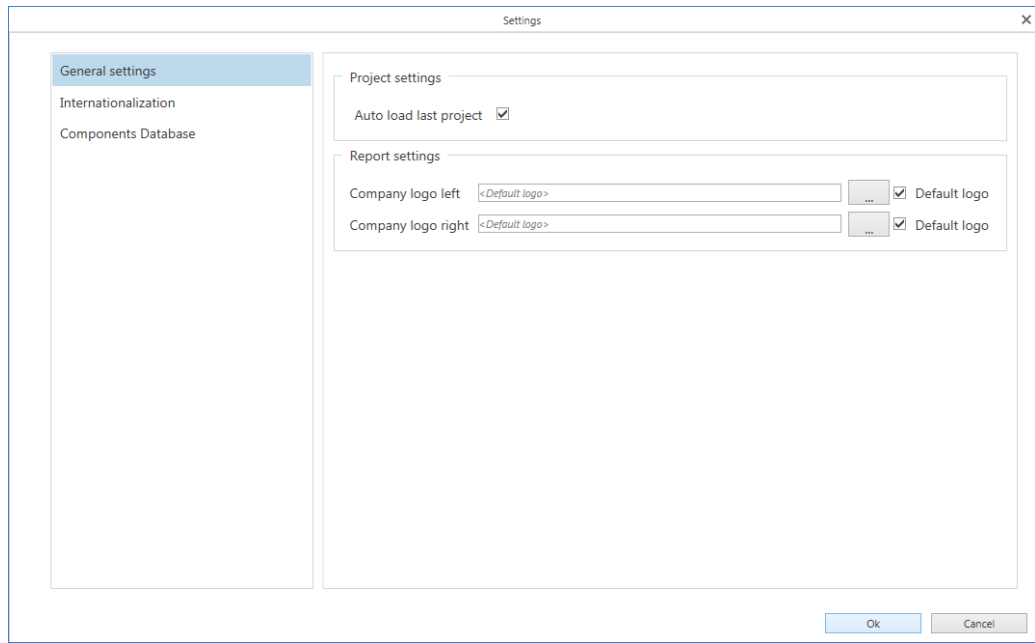 Settings
General settings
Internationalization
Components Database
Project settings
Auto load last project
Report settings
Company logo left <Default logo> ... Default logo
Company logo right <Default logo> ... Default logo
Ok Cancel